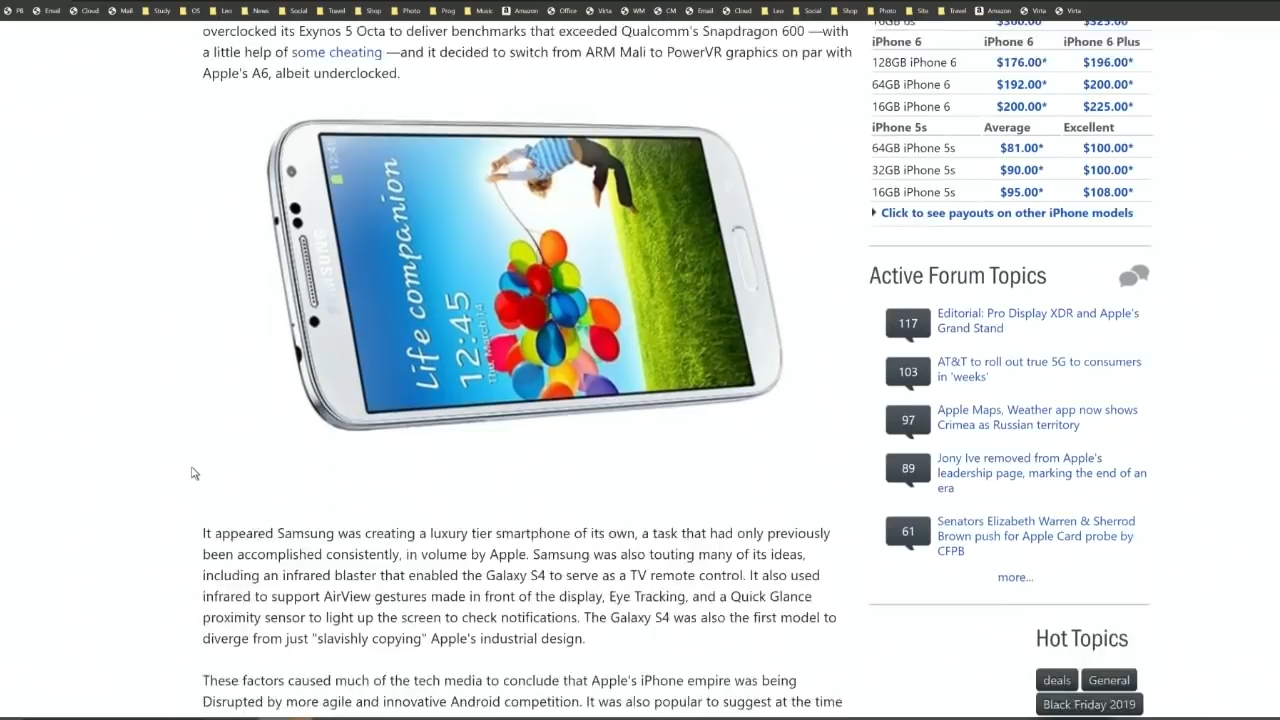 PB Email Cloud Mail Study OS Leo News Social Travel Shop Photo Prog Music Amazon Office Virta WM CM Email Cloud Leo Social Shop Photo Site Travel Amazon Virta Virta
overclocked its Exynos 5 Octa to deliver benchmarks that exceeded Qualcomm's Snapdragon 600 —with
a little help of some cheating —and it decided to switch from ARM Mali to PowerVR graphics on par with
Apple's A6, albeit underclocked.
SAMSUNG
Life companion
12:45
Thu, March 14
It appeared Samsung was creating a luxury tier smartphone of its own, a task that had only previously
been accomplished consistently, in volume by Apple. Samsung was also touting many of its ideas,
including an infrared blaster that enabled the Galaxy S4 to serve as a TV remote control. It also used
infrared to support AirView gestures made in front of the display, Eye Tracking, and a Quick Glance
proximity sensor to light up the screen to check notifications. The Galaxy S4 was also the first model to
diverge from just "slavishly copying" Apple's industrial design.
These factors caused much of the tech media to conclude that Apple's iPhone empire was being
Disrupted by more agile and innovative Android competition. It was also popular to suggest at the time
16GB 6s $300.00* $325.00*
iPhone 6 iPhone 6 iPhone 6 Plus
128GB iPhone 6 $176.00* $196.00*
64GB iPhone 6 $192.00* $200.00*
16GB iPhone 6 $200.00* $225.00*
iPhone 5s Average Excellent
64GB iPhone 5s $81.00* $100.00*
32GB iPhone 5s $90.00* $100.00*
16GB iPhone 5s $95.00* $108.00*
Click to see payouts on other iPhone models
Active Forum Topics
117 Editorial: Pro Display XDR and Apple's
Grand Stand
103 AT&T to roll out true 5G to consumers
in 'weeks'
97 Apple Maps, Weather app now shows
Crimea as Russian territory
89 Jony Ive removed from Apple's
leadership page, marking the end of an
era
61 Senators Elizabeth Warren & Sherrod
Brown push for Apple Card probe by
CFPB
more...
Hot Topics
deals General
Black Friday 2019